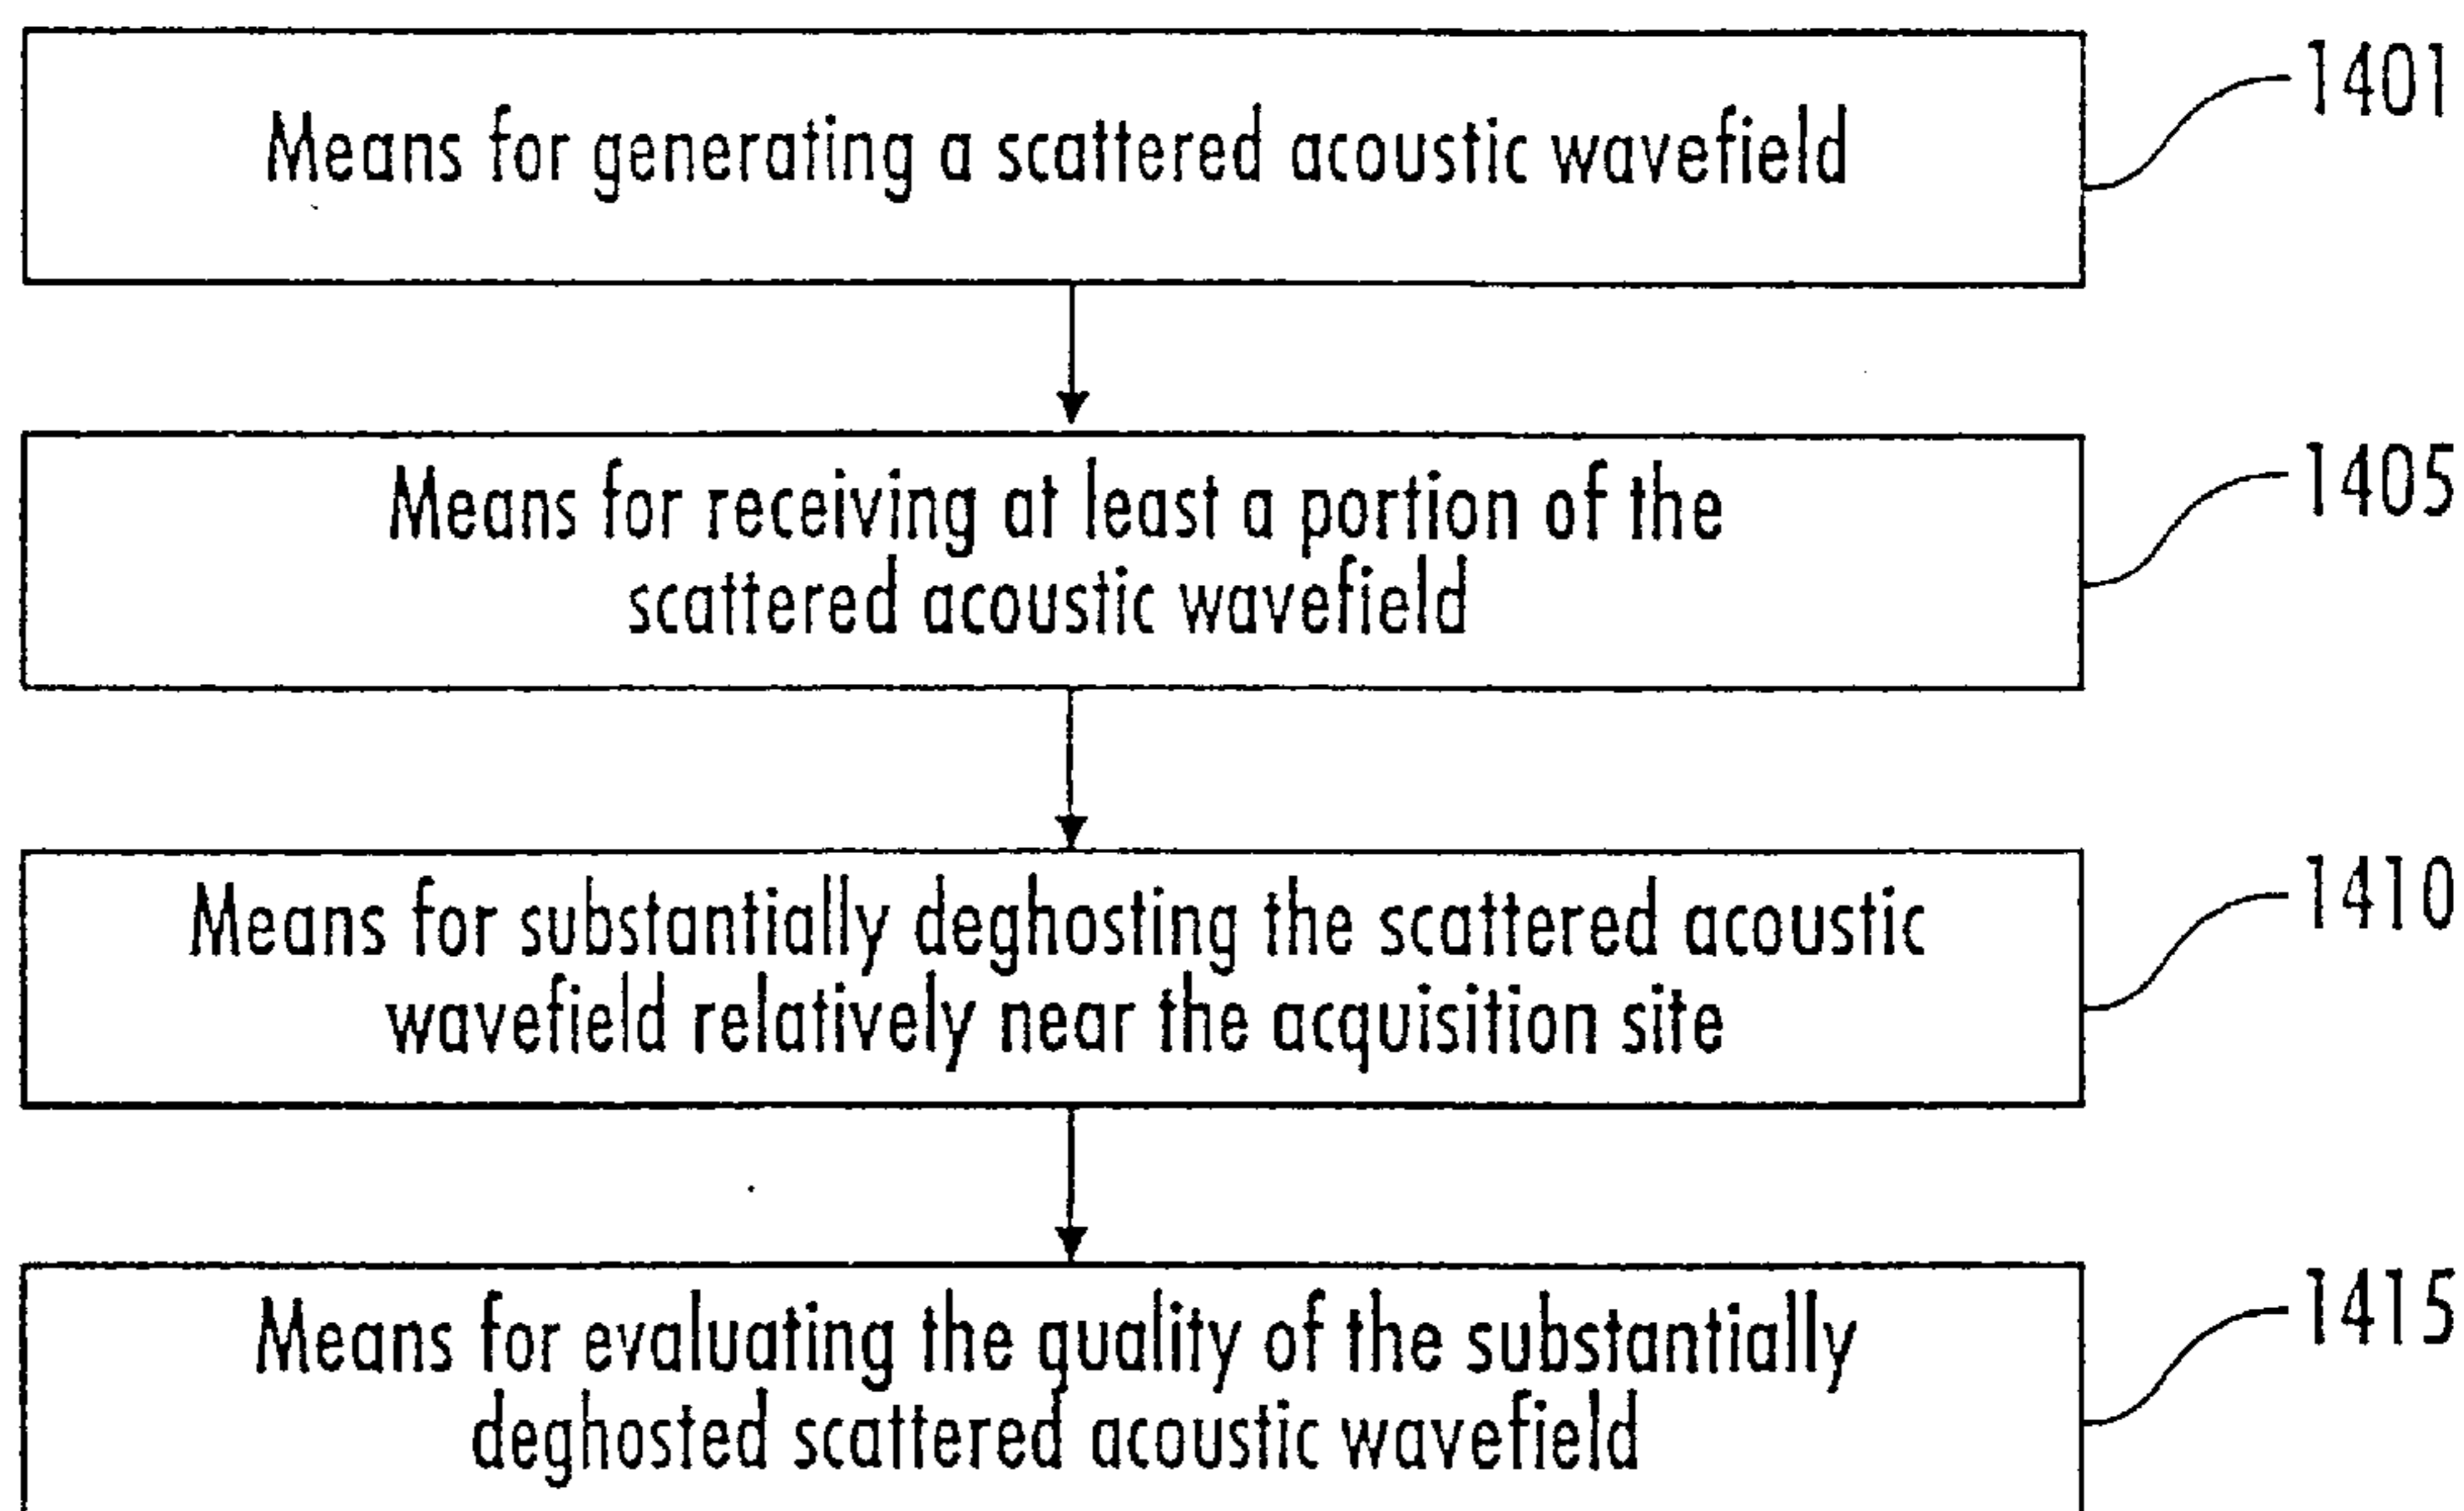 Means for generating a scattered acoustic wavefield
1401
Means for receiving at least a portion of the
scattered acoustic wavefield
1405
Means for substantially deghosting the scattered acoustic
wavefield relatively near the acquisition site
1410
Means for evaluating the quality of the substantially
deghosted scattered acoustic wavefield
1415